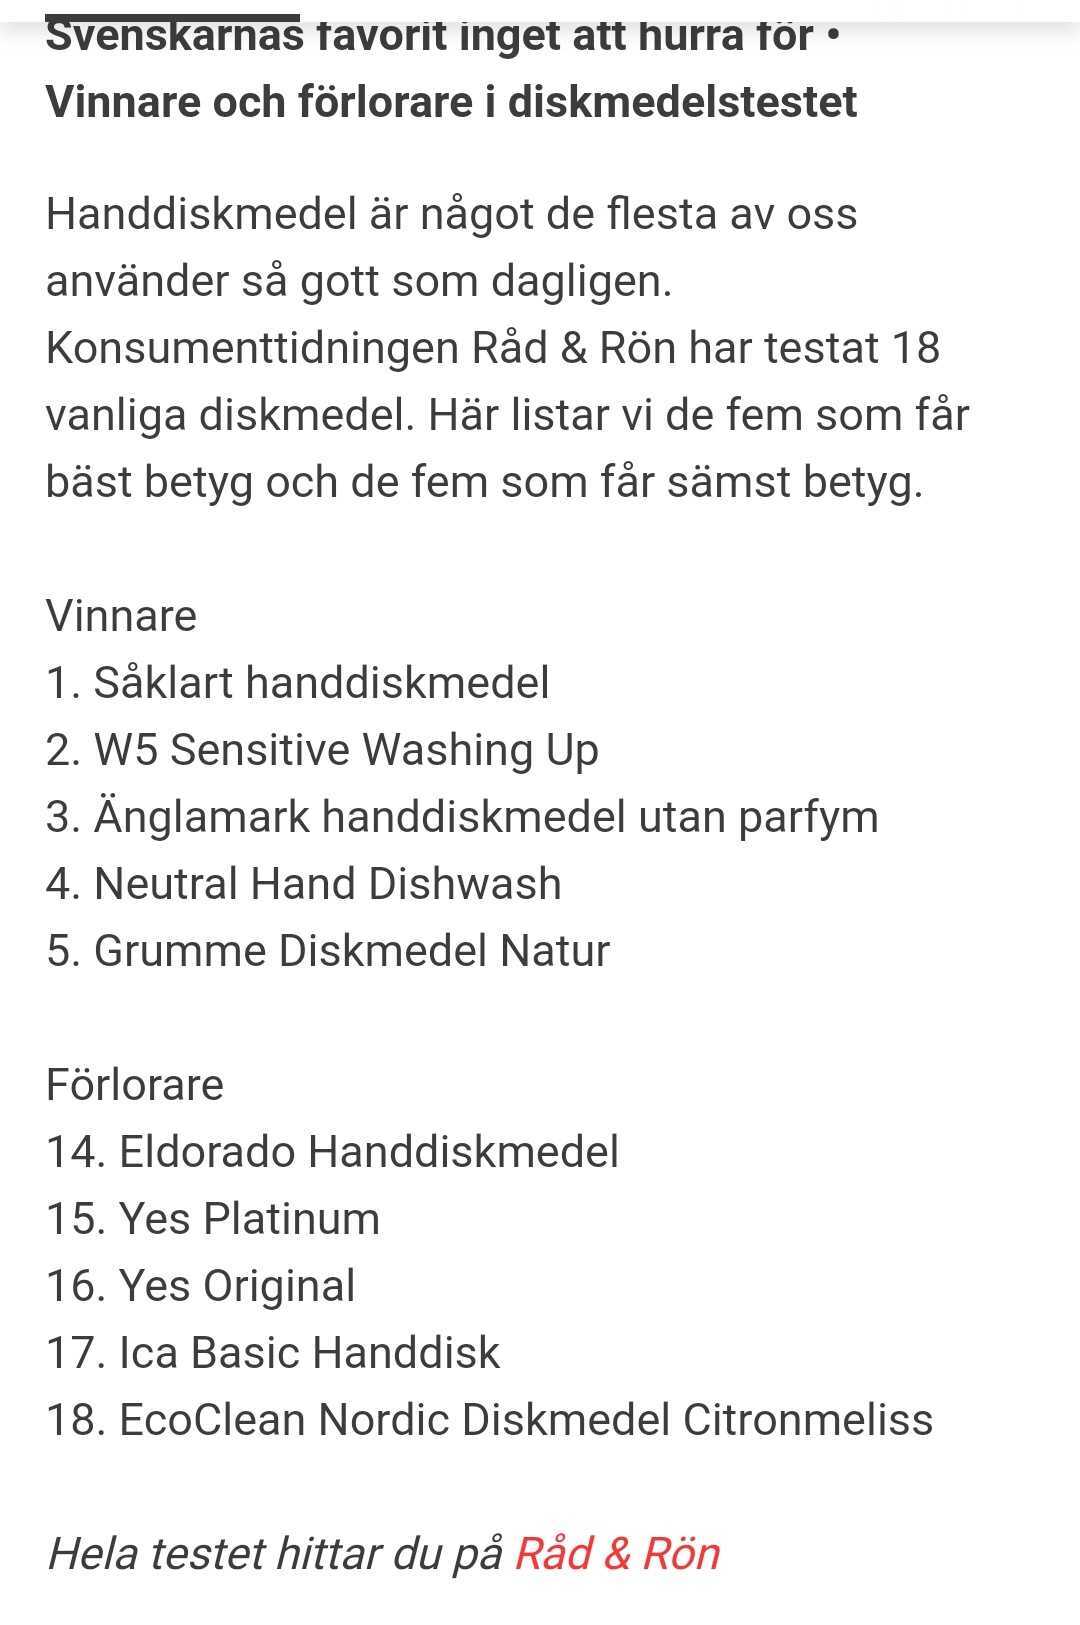 Svenskarnas favorit inget att hurra för •
Vinnare och förlorare i diskmedelstestet
Handdiskmedel är något de flesta av oss
använder så gott som dagligen.
Konsumenttidningen Råd & Rön har testat 18
vanliga diskmedel. Här listar vi de fem som får
bäst betyg och de fem som får sämst betyg.
Vinnare
1. Såklart handdiskmedel
2. W5 Sensitive Washing Up
3. Änglamark handdiskmedel utan parfym
4. Neutral Hand Dishwash
5. Grumme Diskmedel Natur
Förlorare
14. Eldorado Handdiskmedel
15. Yes Platinum
16. Yes Original
17. Ica Basic Handdisk
18. EcoClean Nordic Diskmedel Citronmeliss
Hela testet hittar du på Råd & Rön